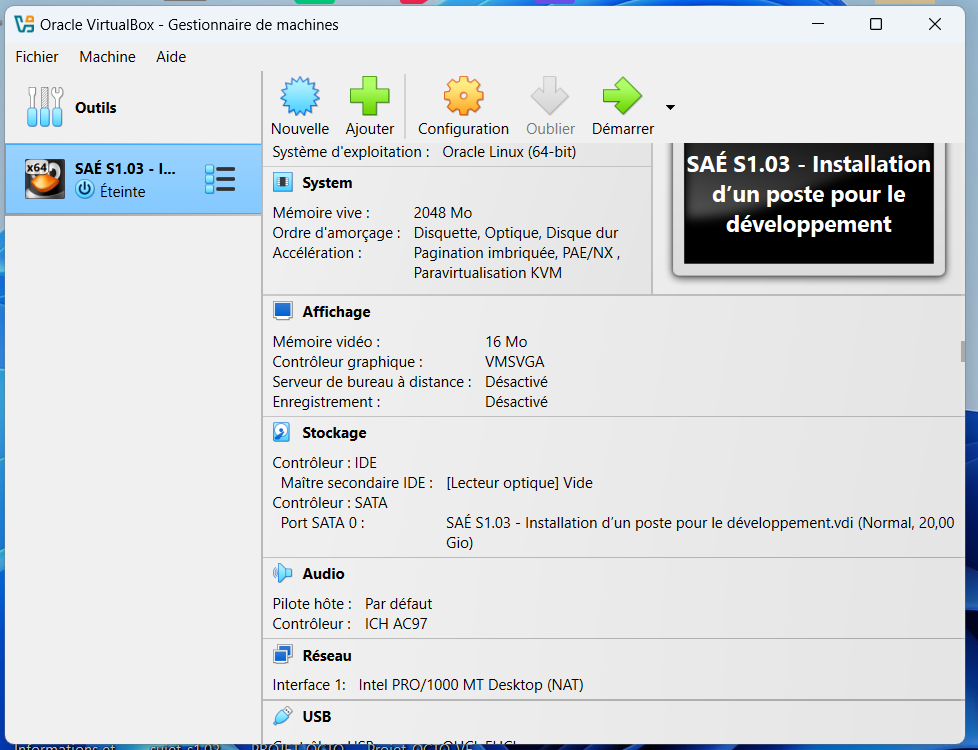 Oracle VirtualBox - Gestionnaire de machines
Fichier Machine Aide
Outils
Nouvelle Ajouter Configuration Oublier Démarrer
x64
SAÉ S1.03 - I...
Éteinte
Système d'exploitation : Oracle Linux (64-bit)
System
Mémoire vive : 2048 Mo
Ordre d'amorçage : Disquette, Optique, Disque dur
Accélération : Pagination imbriquée, PAE/NX ,
Paravirtualisation KVM
SAÉ S1.03 - Installation
d’un poste pour le
développement
Affichage
Mémoire vidéo : 16 Mo
Contrôleur graphique : VMSVGA
Serveur de bureau à distance : Désactivé
Enregistrement : Désactivé
Stockage
Contrôleur : IDE
Maître secondaire IDE : [Lecteur optique] Vide
Contrôleur : SATA
Port SATA 0 : SAÉ S1.03 - Installation d’un poste pour le développement.vdi (Normal, 20,00
Gio)
Audio
Pilote hôte : Par défaut
Contrôleur : ICH AC97
Réseau
Interface 1: Intel PRO/1000 MT Desktop (NAT)
USB